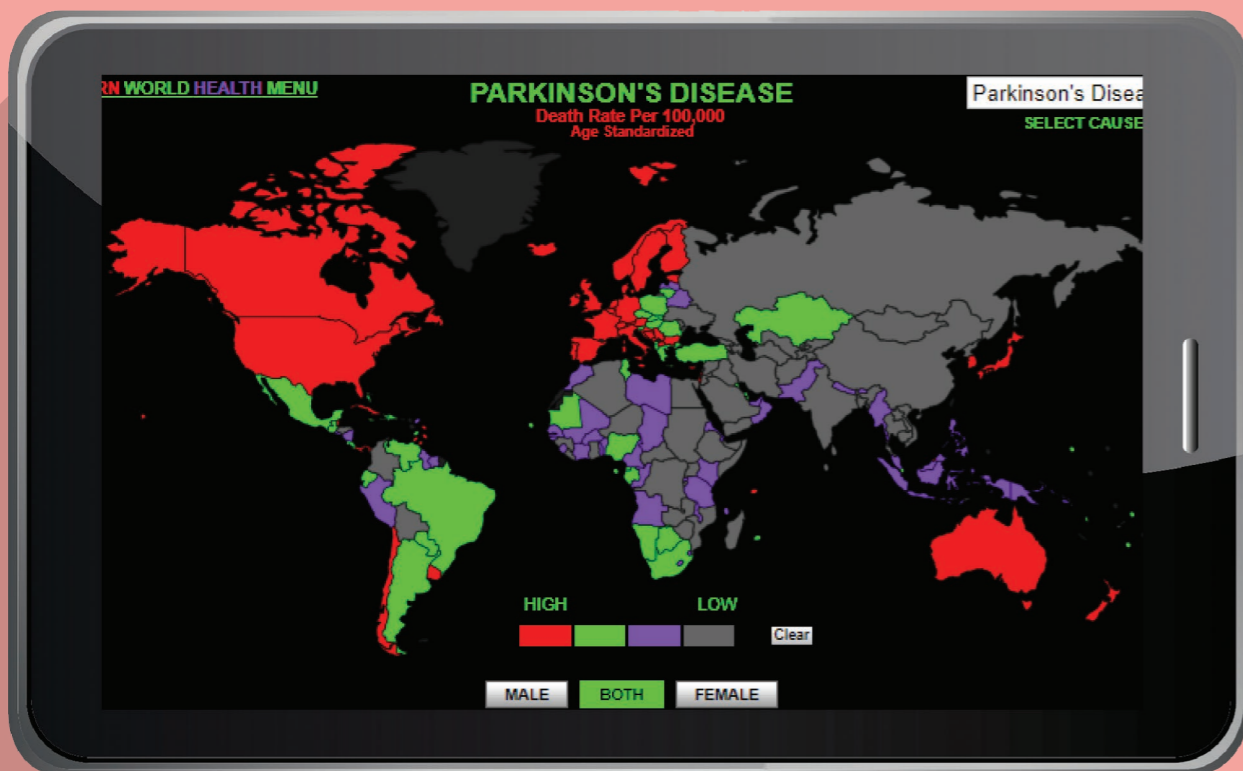 RN WORLD HEALTH MENU
PARKINSON'S DISEASE
Death Rate Per 100,000
Age Standardized
Parkinson's Disea
SELECT CAUSE
HIGH
LOW
Clear
MALE
BOTH
FEMALE